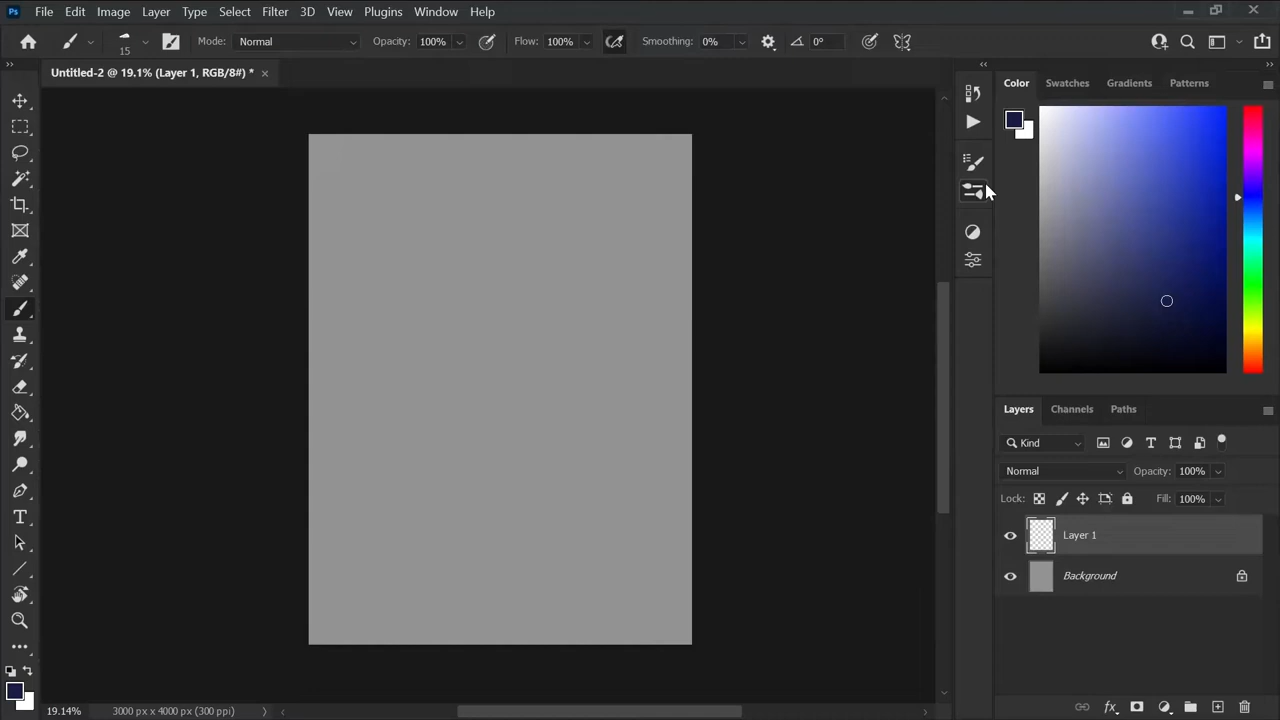 Ps File Edit Image Layer Type Select Filter 3D View Plugins Window Help
15 Mode: Normal Opacity: 100% Flow: 100% Smoothing: 0% 0°
Untitled-2 @ 19.1% (Layer 1, RGB/8#) *
Color Swatches Gradients Patterns
Layers Channels Paths
Kind
Normal Opacity: 100%
Lock: Fill: 100%
Layer 1
Background
19.14% 3000 px x 4000 px (300 ppi)